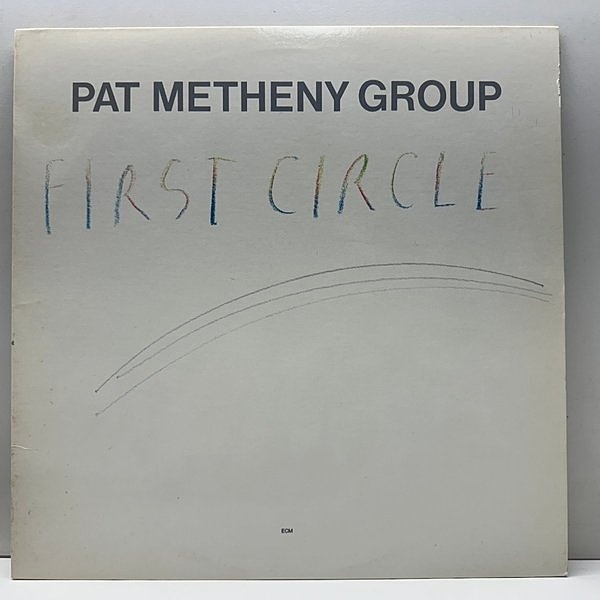 PAT METHENY GROUP
FIRST CIRCLE
ECM